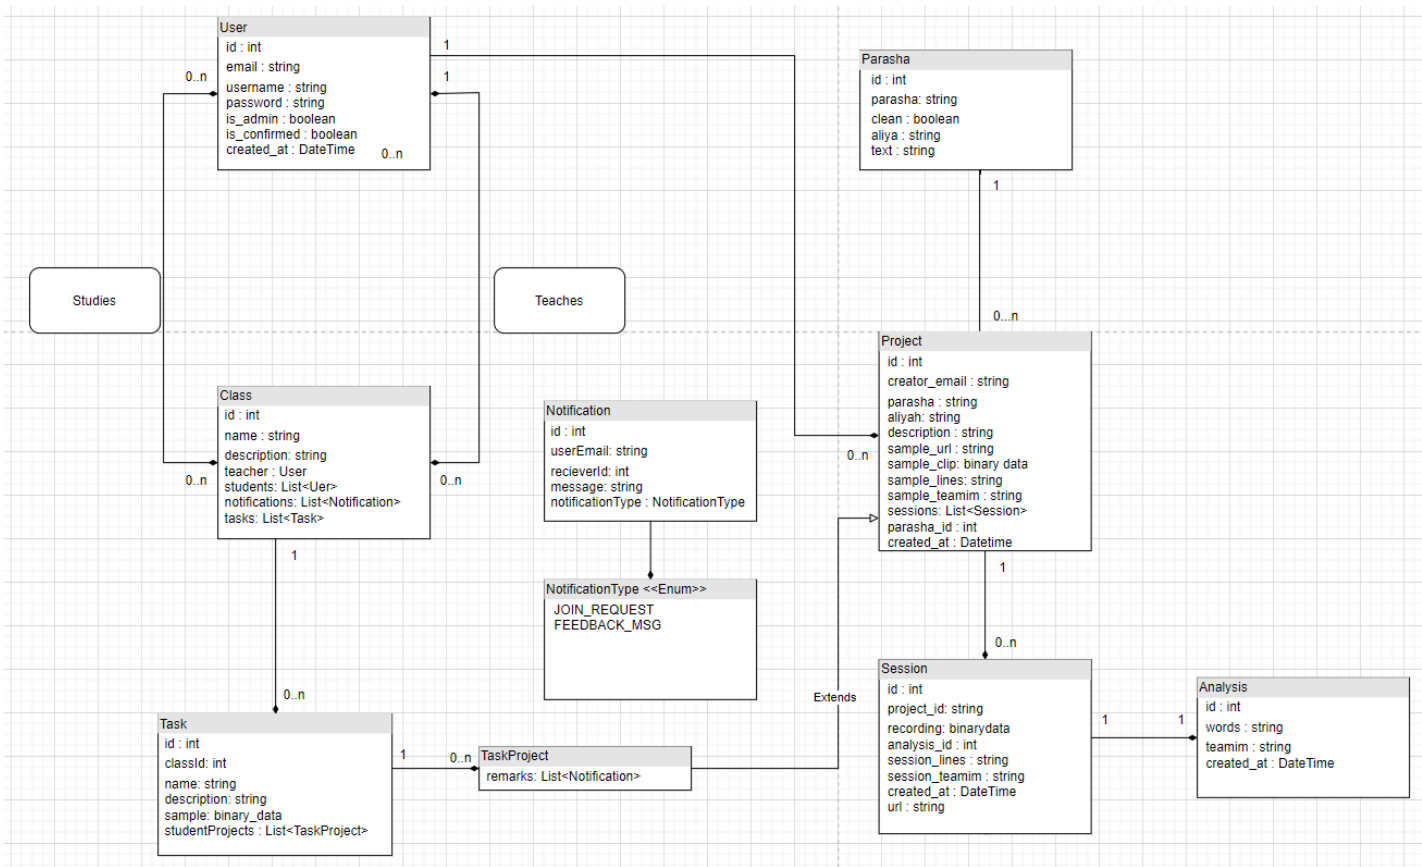 User
id : int
email : string
username : string
password : string
is_admin : boolean
is_confirmed : boolean
created_at : DateTime
0..n
0..n
1
1
Parasha
id : int
parasha: string
clean : boolean
aliya : string
text : string
1
0...n
Studies
Teaches
Class
id : int
name : string
description: string
teacher : User
students: List<Uer>
notifications: List<Notification>
tasks: List<Task>
0..n
0..n
1
0..n
Notification
id : int
userEmail: string
recieverId: int
message: string
notificationType : NotificationType
NotificationType <<Enum>>
JOIN_REQUEST
FEEDBACK_MSG
Project
id : int
creator_email : string
parasha : string
aliyah: string
description : string
sample_url : string
sample_clip: binary data
sample_lines: string
sample_teamim : string
sessions: List<Session>
parasha_id : int
created_at : Datetime
0..n
1
0..n
Extends
Task
id : int
classId: int
name: string
description: string
sample: binary_data
studentProjects : List<TaskProject>
1
0..n
TaskProject
remarks: List<Notification>
Session
id : int
project_id: string
recording: binarydata
analysis_id : int
session_lines : string
session_teamim : string
created_at : DateTime
url : string
1
1
Analysis
id : int
words : string
teamim : string
created_at : DateTime